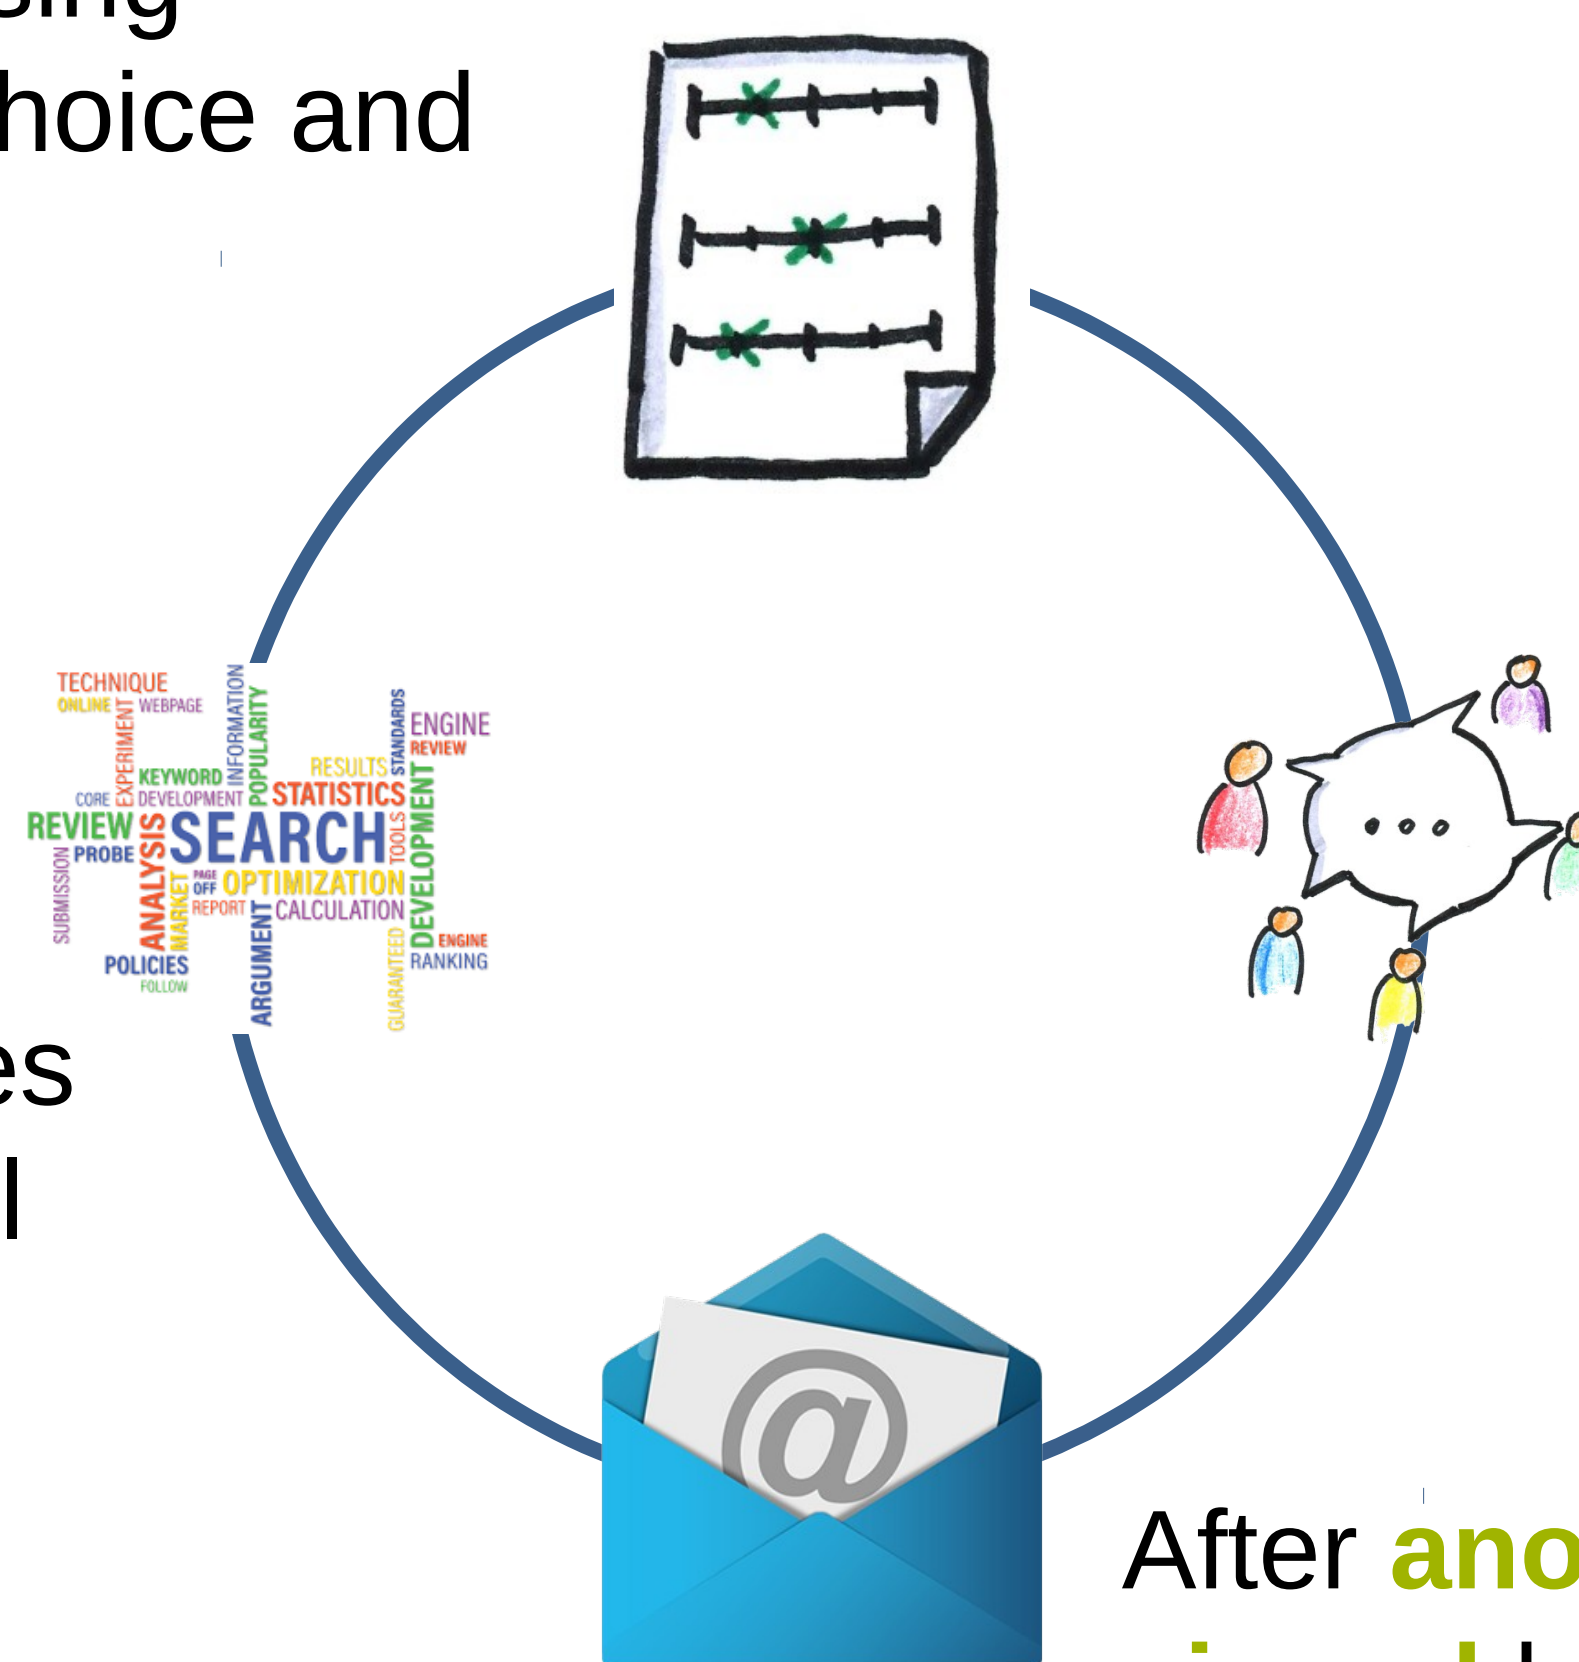 hoice and
TECHNIQUE
ONLINE
WEBPAGE
EXPERIMENT
INFORMATION
POPULARITY
STANDARDS
ENGINE
REVIEW
KEYWORD
RESULTS
CORE
DEVELOPMENT
STATISTICS
REVIEW
ANALYSIS
SEARCH
TOOLS
DEVELOPMENT
PROBE
SUBMISSION
MARKET
PAGE
OFF
OPTIMIZATION
REPORT
CALCULATION
ARGUMENT
GUARANTEED
ENGINE
RANKING
POLICIES
FOLLOW
es
l
@
After ano